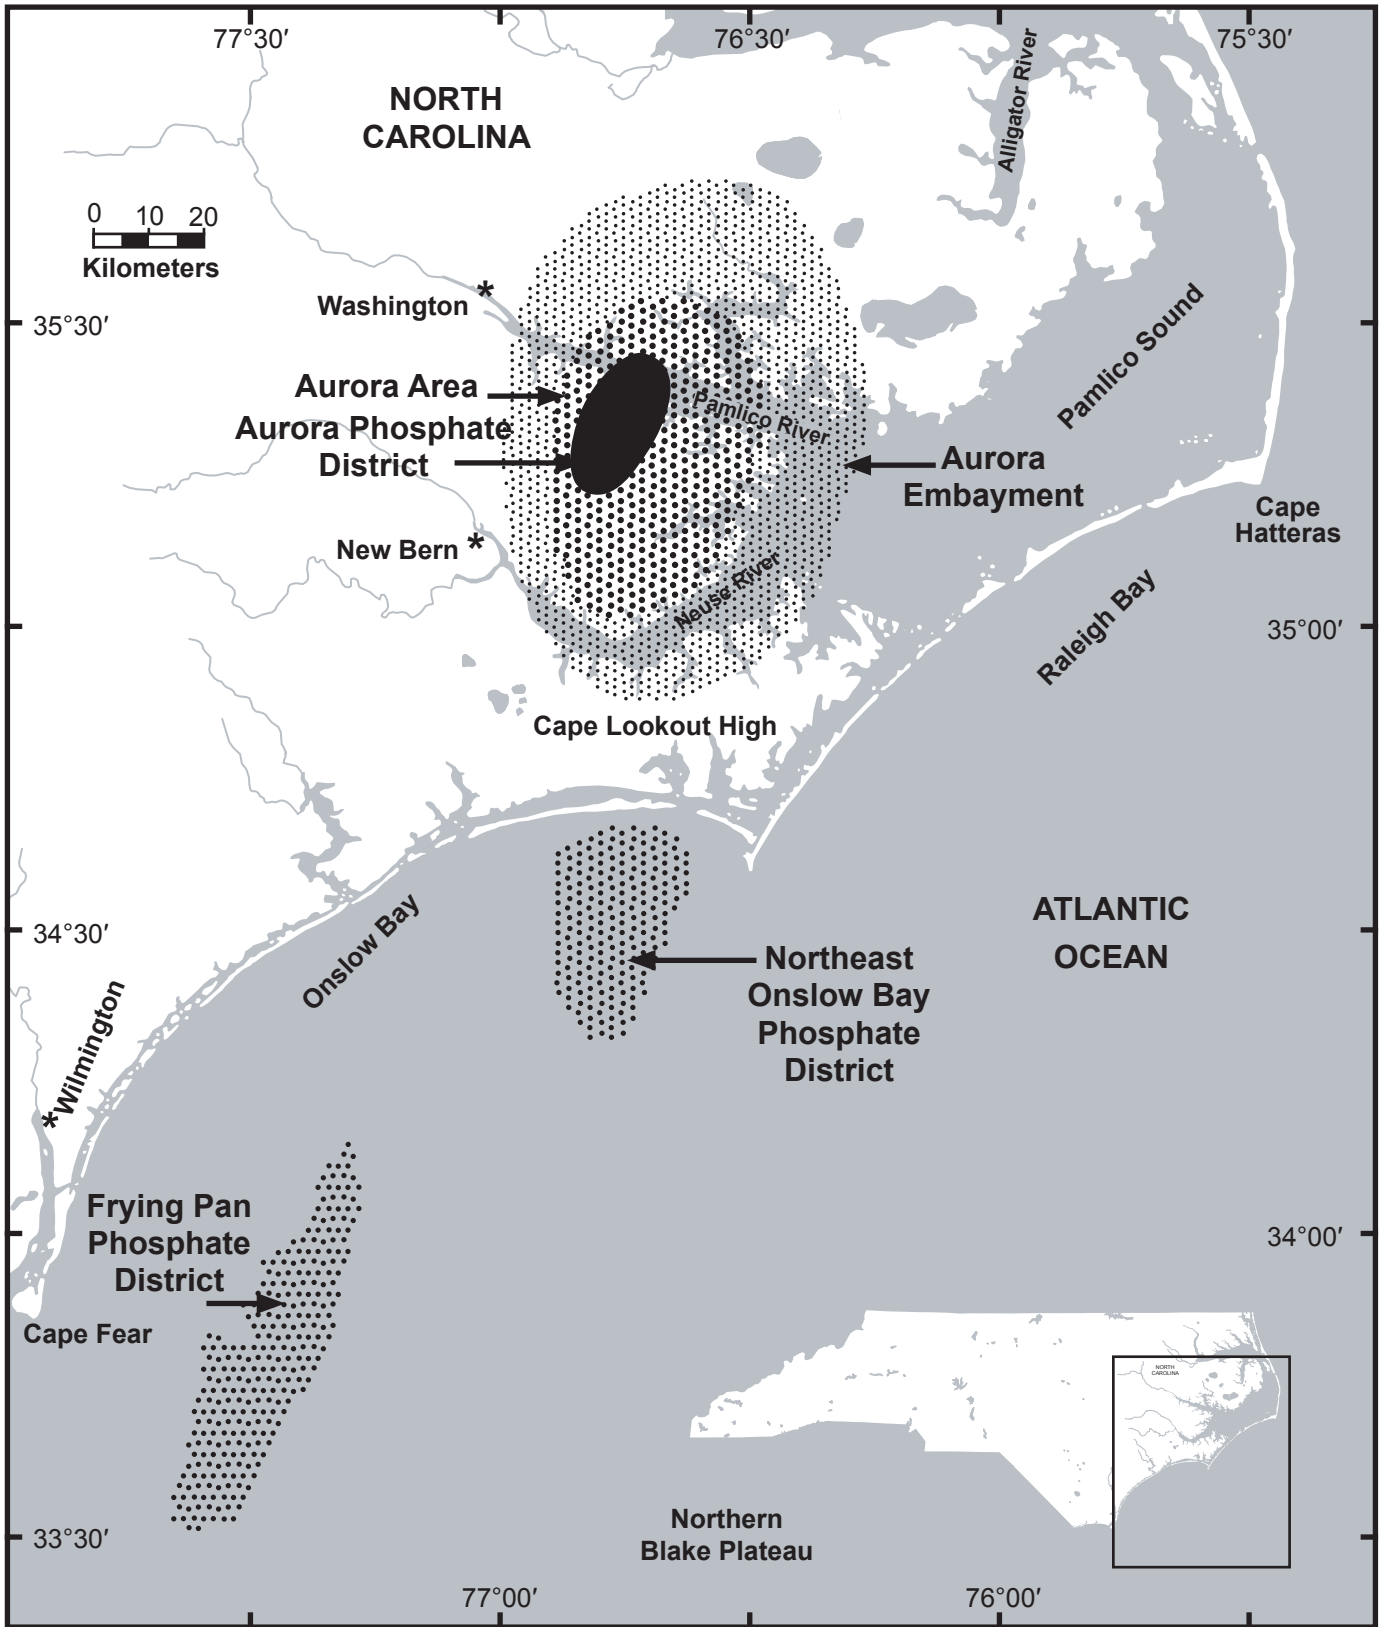 77°30′
76°30′
75°30′
Alligator River
NORTH
CAROLINA
0 10 20
Kilometers
Washington
35°30′
Pamlico Sound
Aurora Area
Pamlico River
Aurora Phosphate
District
Aurora
Embayment
Cape
Hatteras
New Bern
Neuse River
Raleigh Bay
35°00′
Cape Lookout High
ATLANTIC
OCEAN
34°30′
Onslow Bay
Northeast
Onslow Bay
Phosphate
District
Wilmington
Frying Pan
Phosphate
District
34°00′
Cape Fear
NORTH
CAROLINA
Northern
Blake Plateau
33°30′
77°00′
76°00′